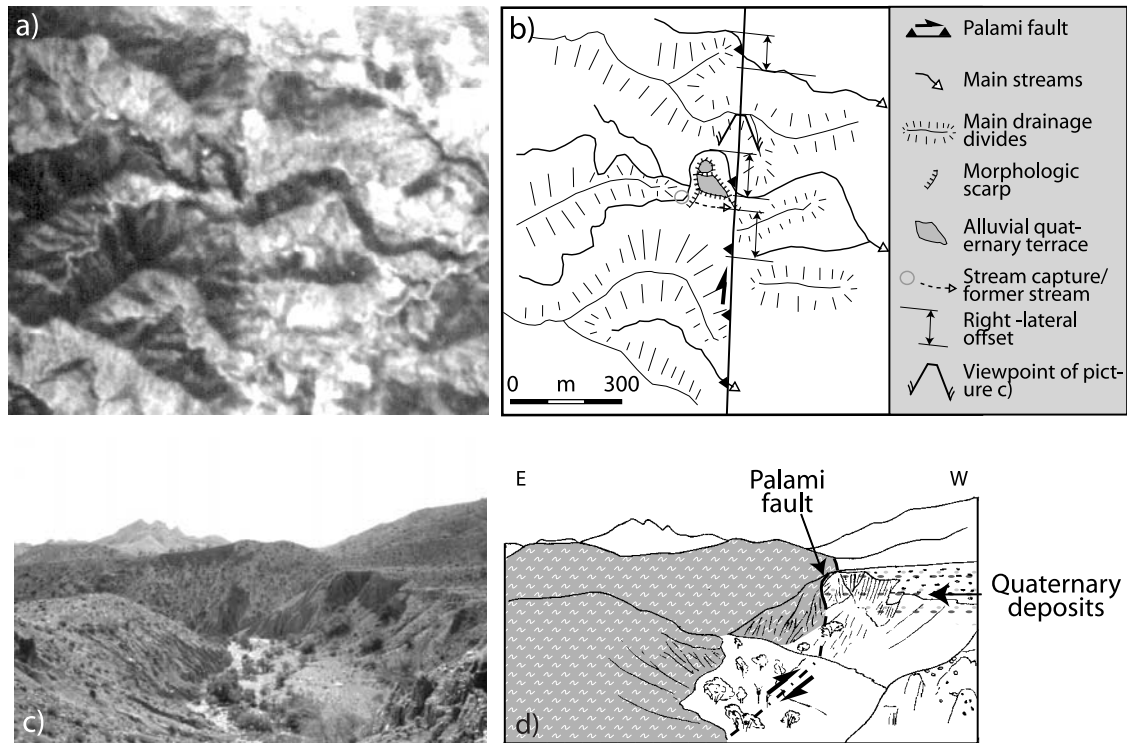 a)
b)
Palami fault
Main streams
Main drainage
divides
Morphologic
scarp
Alluvial quat-
ernary terrace
Stream capture/
former stream
Right -lateral
offset
Viewpoint of pict-
ure c)
0 m 300
c)
E
W
Palami
fault
Quaternary
deposits
d)